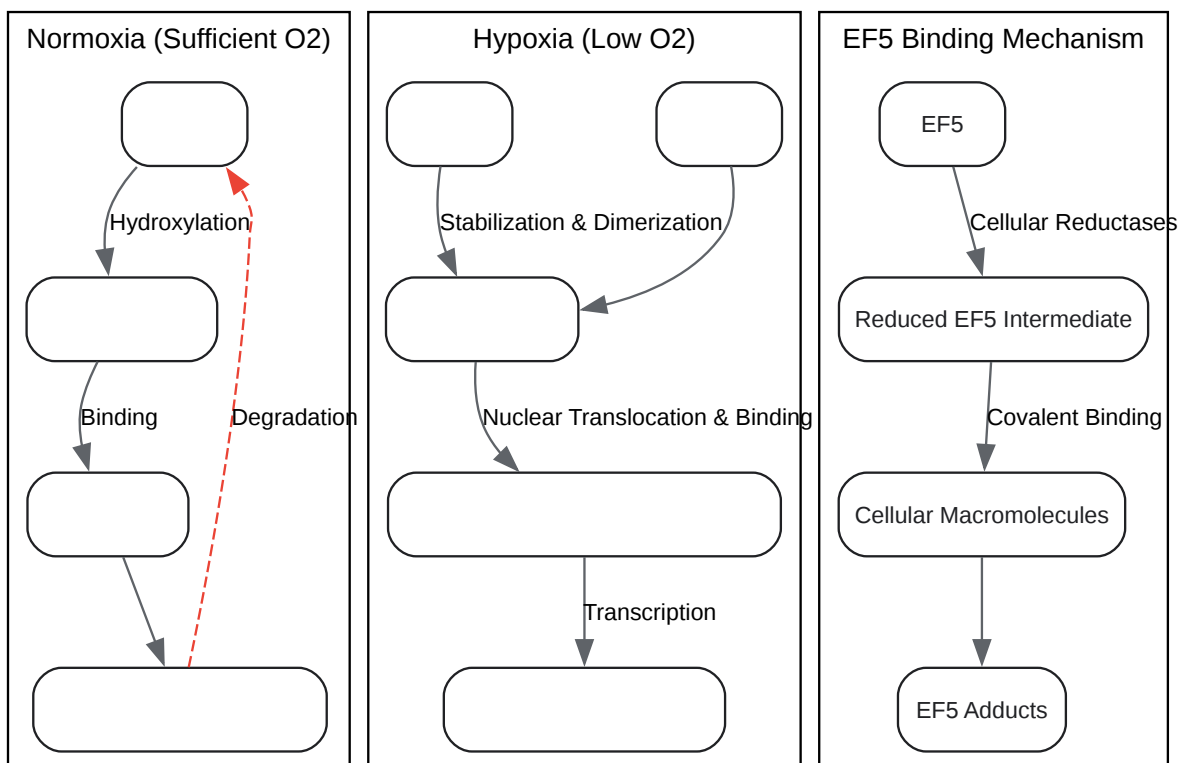 Normoxia (Sufficient O2)
Hydroxylation
Binding
Degradation
Hypoxia (Low O2)
Stabilization & Dimerization
Nuclear Translocation & Binding
Transcription
EF5 Binding Mechanism
EF5
Cellular Reductases
Reduced EF5 Intermediate
Covalent Binding
Cellular Macromolecules
EF5 Adducts